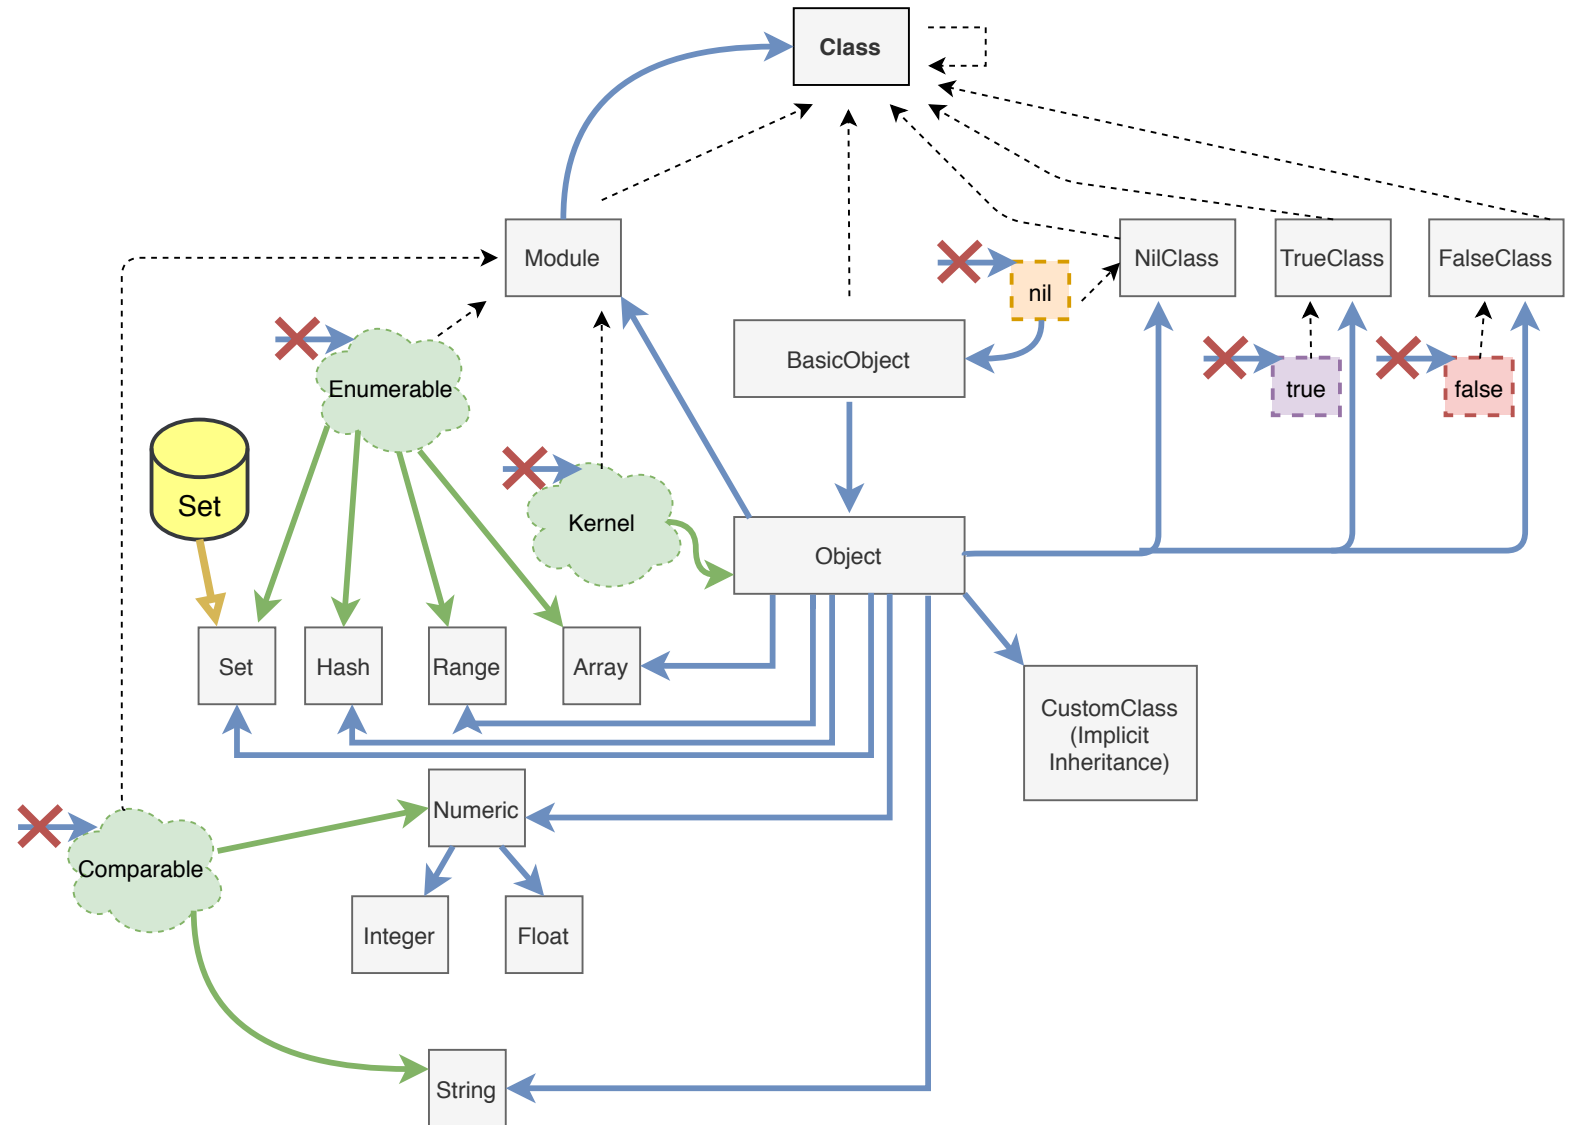 Class
Module
NilClass
TrueClass
FalseClass
nil
BasicObject
Enumerable
true
false
Set
Kernel
Object
Set
Hash
Range
Array
CustomClass
(Implicit
Inheritance)
Numeric
Comparable
Integer
Float
String